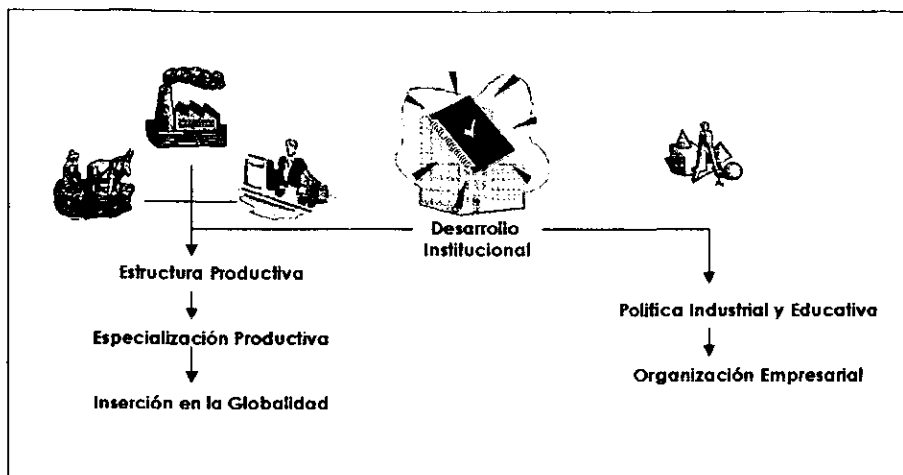 Desarrollo
Institucional
Estructura Productiva
Especialización Productiva
Inserción en la Globalidad
Política Industrial y Educativa
Organización Empresarial